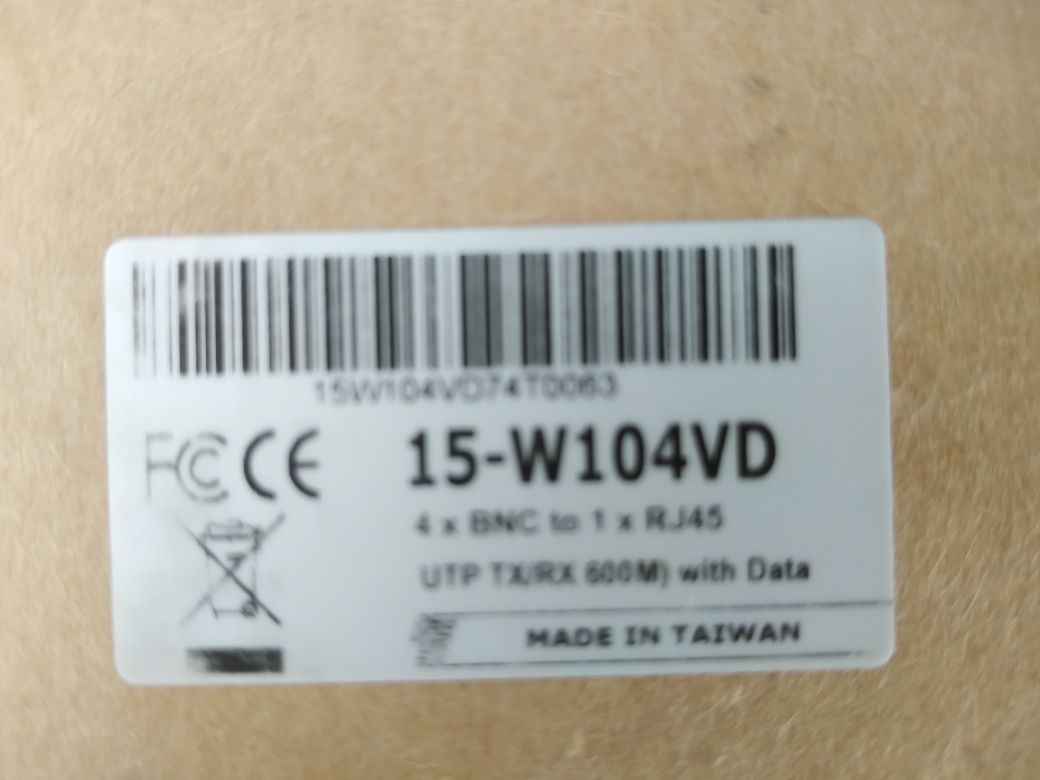 15W104VD74T0063
FC CE
15-W104VD
4 x BNC to 1 x RJ45
UTP TX/RX 600M) with Data
MADE IN TAIWAN